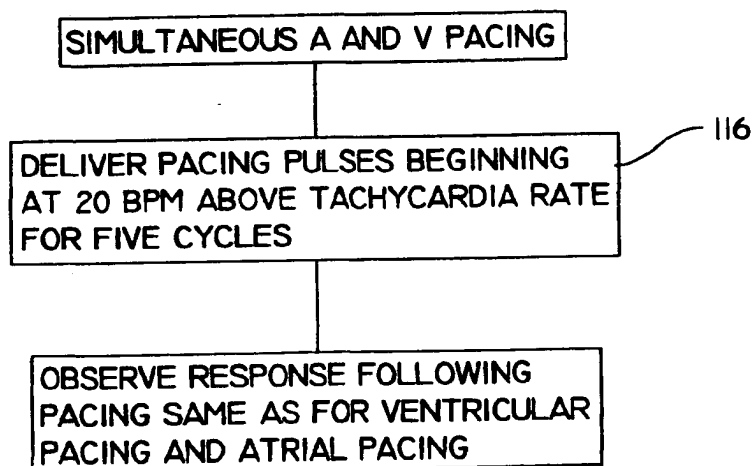 SIMULTANEOUS A AND V PACING
116
DELIVER PACING PULSES BEGINNING
AT 20 BPM ABOVE TACHYCARDIA RATE
FOR FIVE CYCLES
OBSERVE RESPONSE FOLLOWING
PACING SAME AS FOR VENTRICULAR
PACING AND ATRIAL PACING